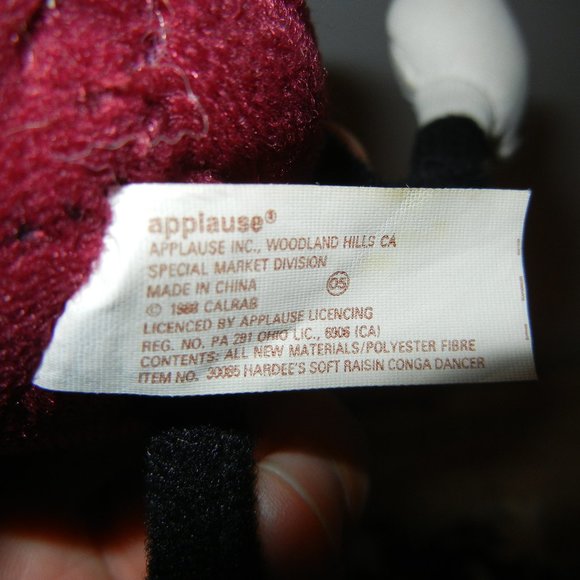 applause®
APPLAUSE INC., WOODLAND HILLS CA
SPECIAL MARKET DIVISION
MADE IN CHINA 05
© 1988 CALRAB
LICENCED BY APPLAUSE LICENCING
REG. NO. PA 281 OHIO LIC., 6906 (CA)
CONTENTS: ALL NEW MATERIALS/POLYESTER FIBRE
ITEM NO. 30085 HARDEE'S SOFT RAISIN CONGA DANCER